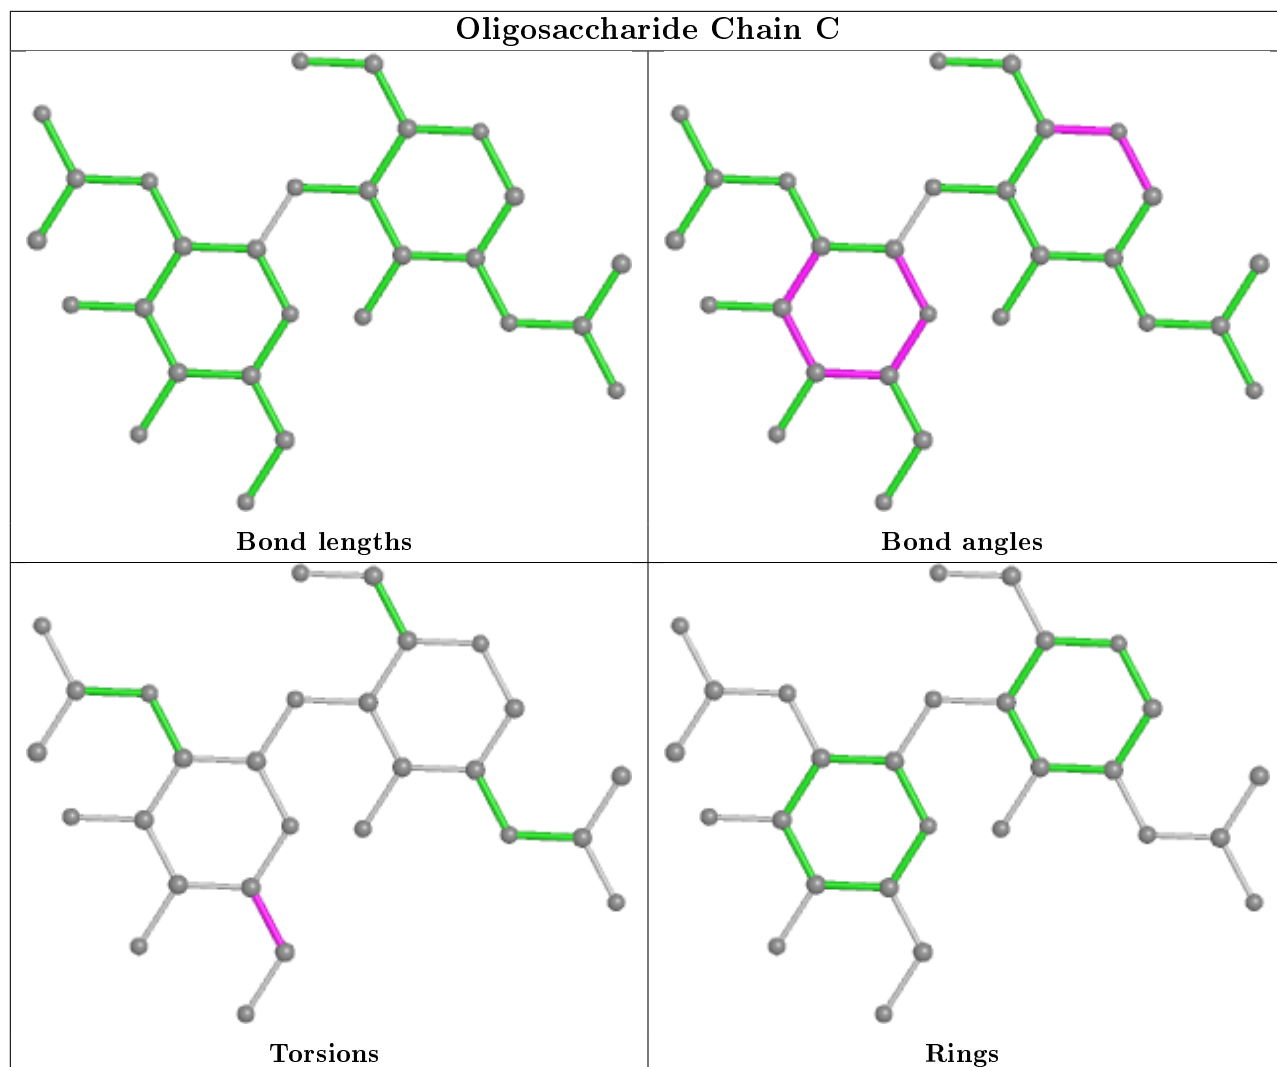 Oligosaccharide Chain C
Bond lengths
Bond angles
Torsions
Rings